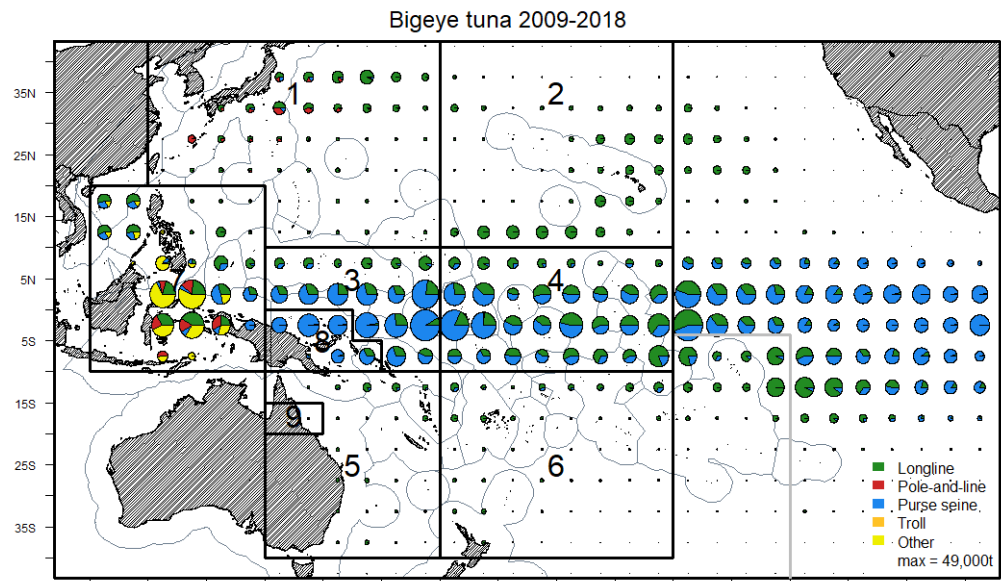 Bigeye tuna 2009-2018
35N
25N
15N
5N
5S
15S
25S
35S
1
2
3
4
7
8
9
5
6
Longline
Pole-and-line
Purse seine
Troll
Other
max = 49,000t